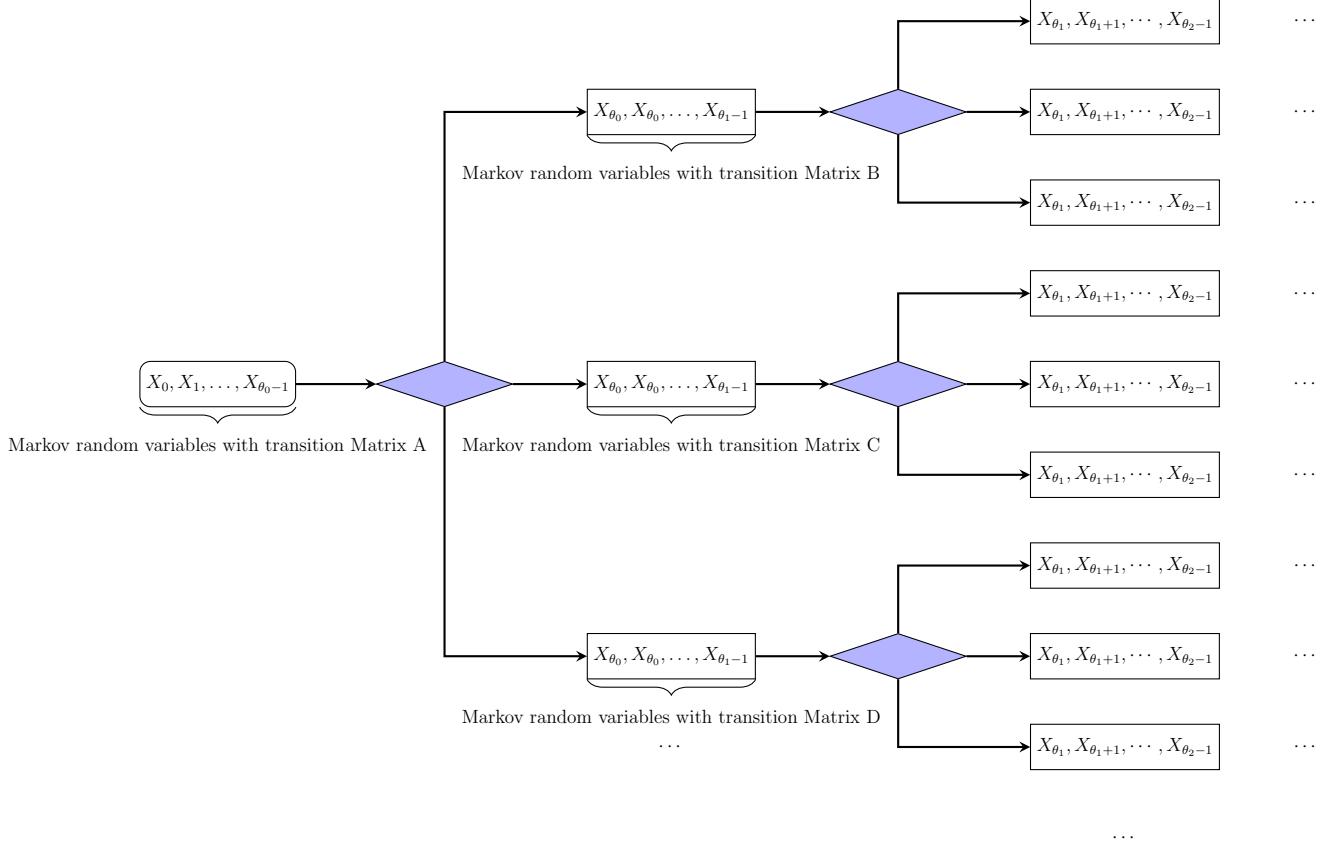 X_{θ_1}, X_{θ_1+1}, ⋯ , X_{θ_2−1} ⋯
X_{θ_0}, X_{θ_0}, …, X_{θ_1−1} X_{θ_1}, X_{θ_1+1}, ⋯ , X_{θ_2−1} ⋯
Markov random variables with transition Matrix B
X_{θ_1}, X_{θ_1+1}, ⋯ , X_{θ_2−1} ⋯
X_{θ_1}, X_{θ_1+1}, ⋯ , X_{θ_2−1} ⋯
X_0, X_1, …, X_{θ_0−1} X_{θ_0}, X_{θ_0}, …, X_{θ_1−1} X_{θ_1}, X_{θ_1+1}, ⋯ , X_{θ_2−1} ⋯
Markov random variables with transition Matrix A Markov random variables with transition Matrix C
X_{θ_1}, X_{θ_1+1}, ⋯ , X_{θ_2−1} ⋯
X_{θ_1}, X_{θ_1+1}, ⋯ , X_{θ_2−1} ⋯
X_{θ_0}, X_{θ_0}, …, X_{θ_1−1} X_{θ_1}, X_{θ_1+1}, ⋯ , X_{θ_2−1} ⋯
Markov random variables with transition Matrix D
⋯ X_{θ_1}, X_{θ_1+1}, ⋯ , X_{θ_2−1} ⋯
⋯